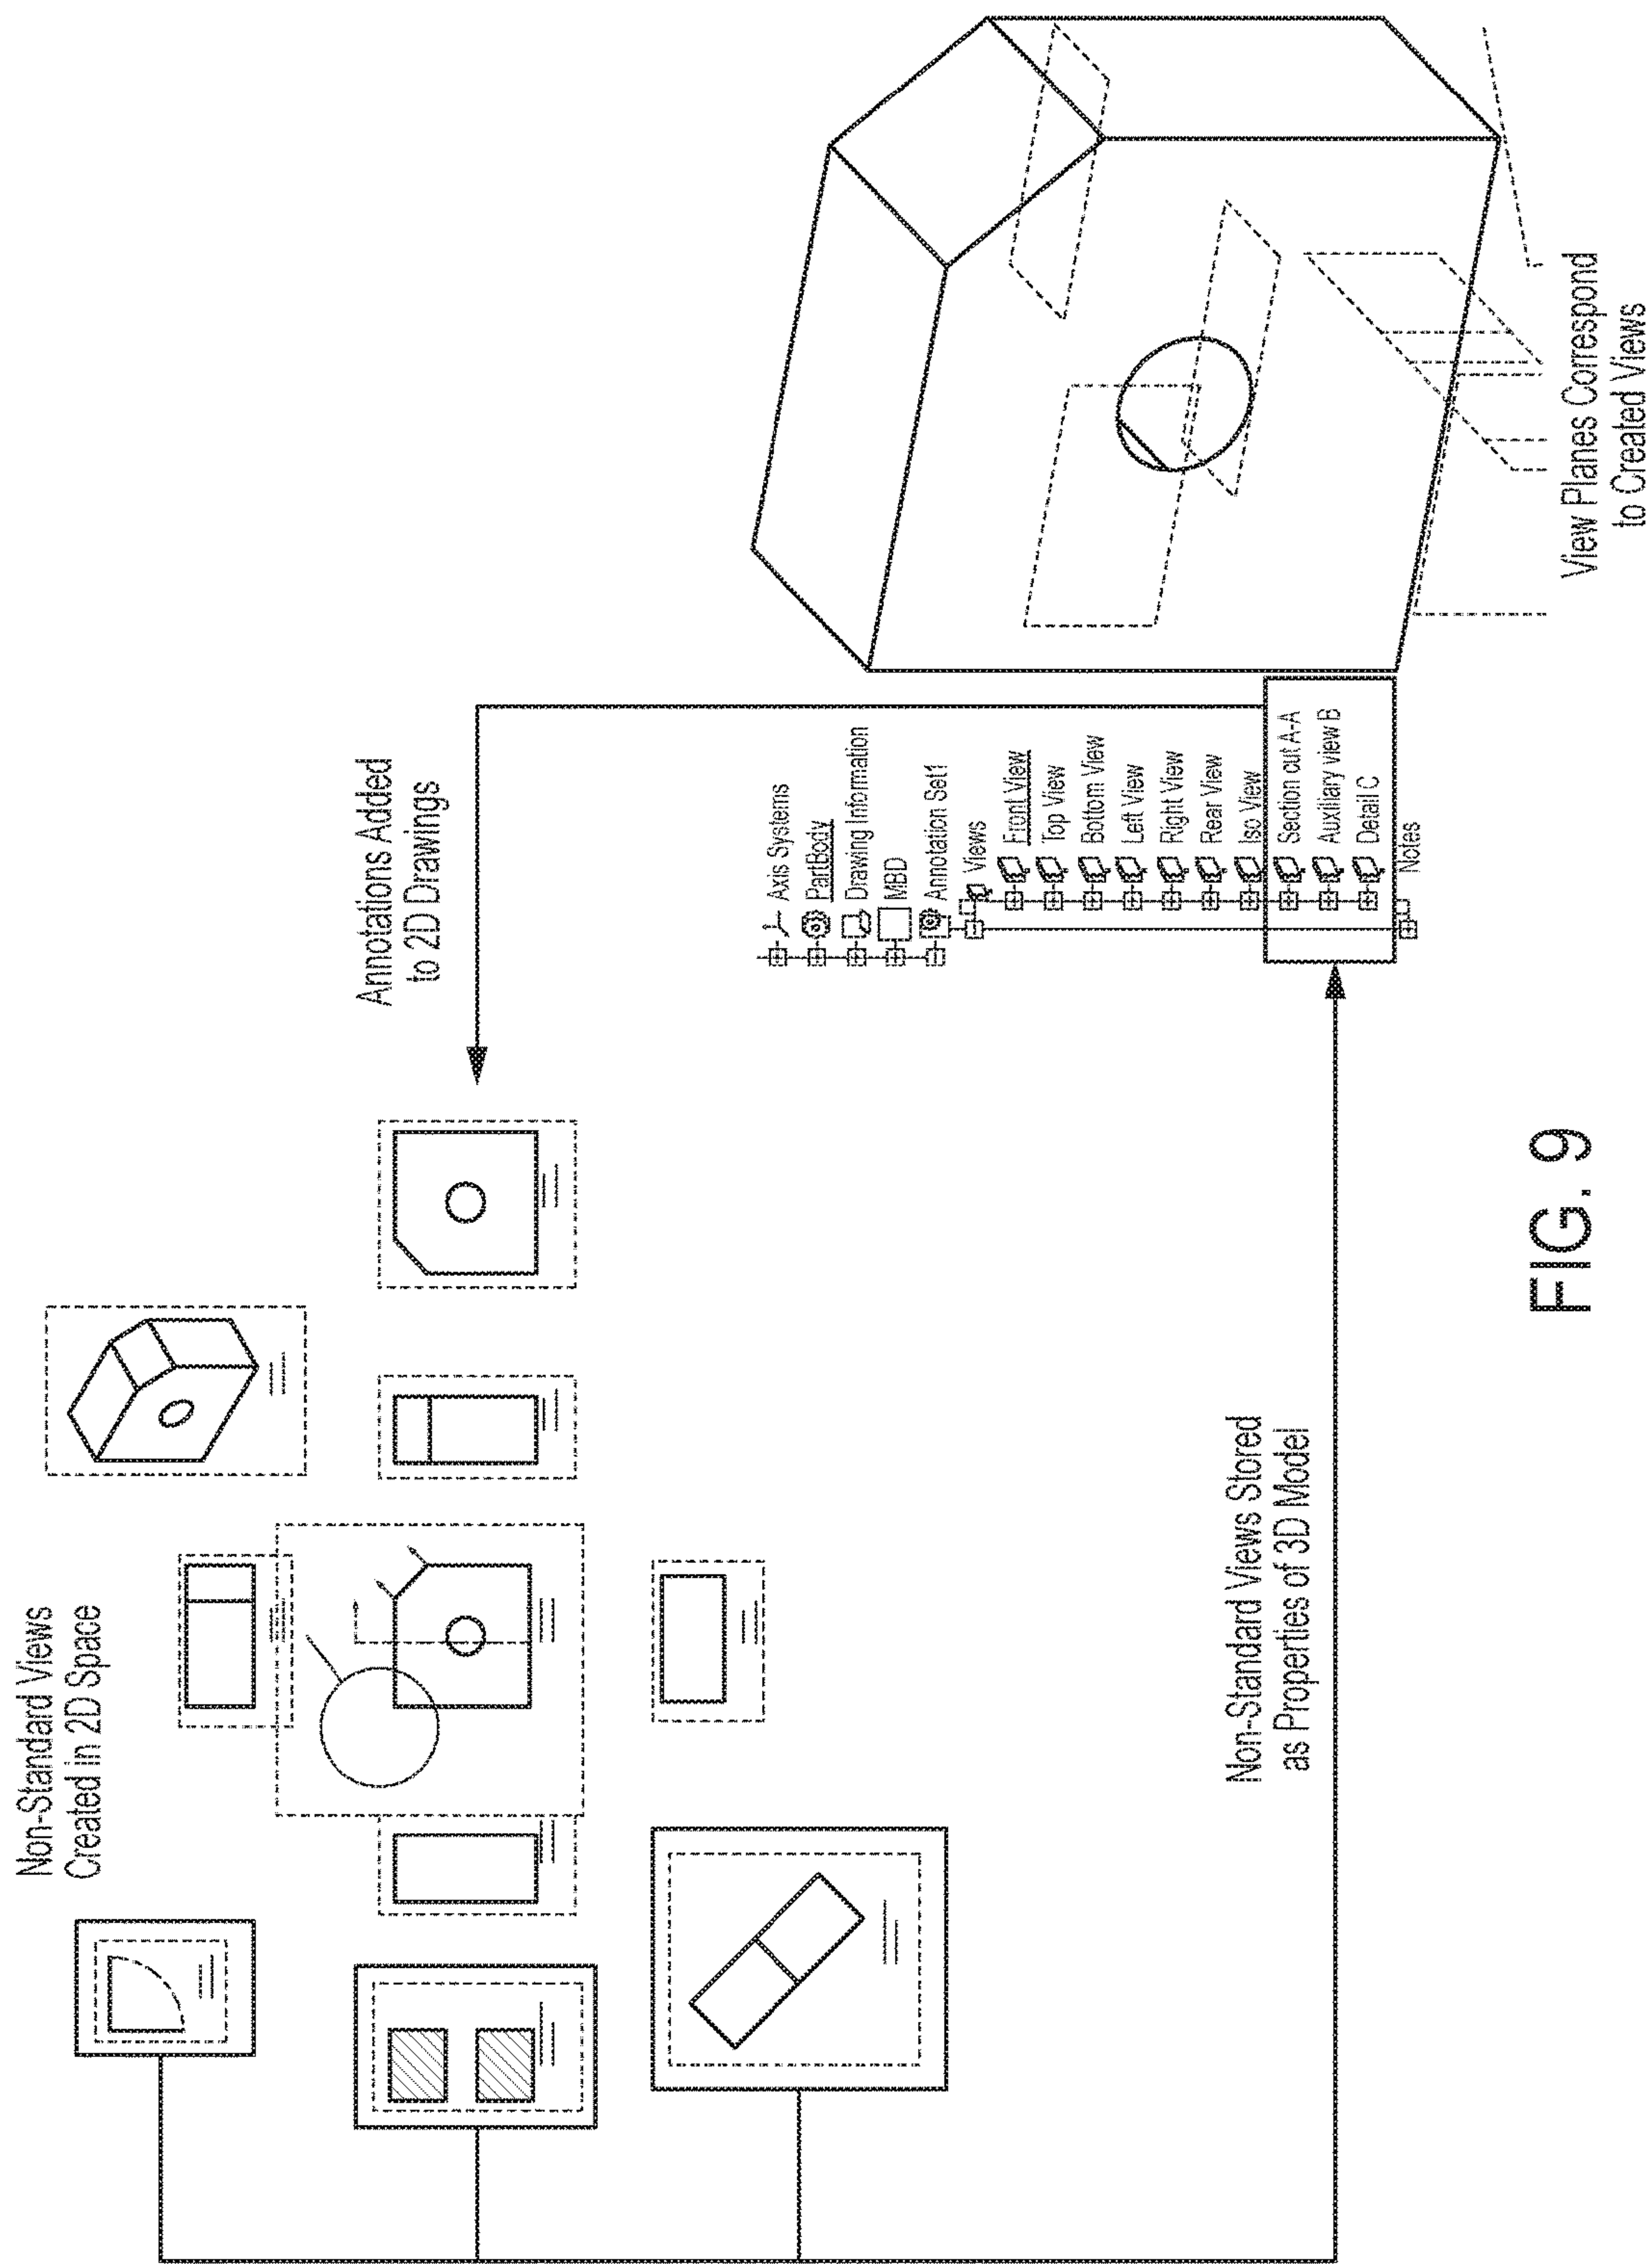 Non-Standard Views
Created in 2D Space
Annotations Added
to 2D Drawings
Axis Systems
PartBody
Drawing Information
MBD
Annotation Set1
Views
Front View
Top View
Bottom View
Left View
Right View
Rear View
Iso View
Section cut A-A
Auxiliary view B
Detail C
Notes
Non-Standard Views Stored
as Properties of 3D Model
View Planes Correspond
to Created Views
FIG. 9